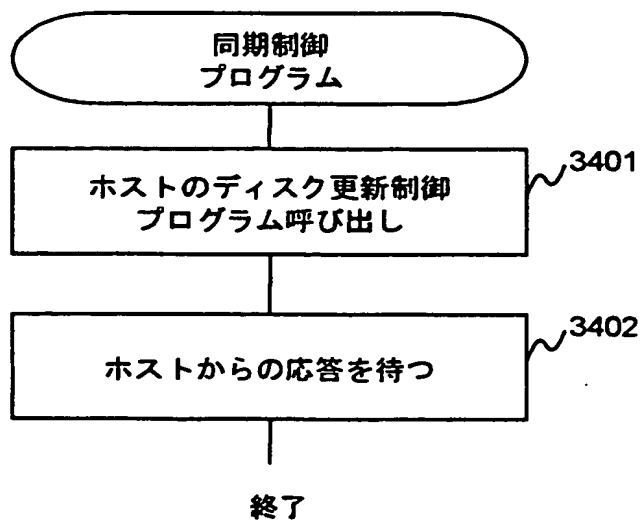 同期制御
プログラム
ホストのディスク更新制御
プログラム呼び出し
3401
ホストからの応答を待つ
3402
終了